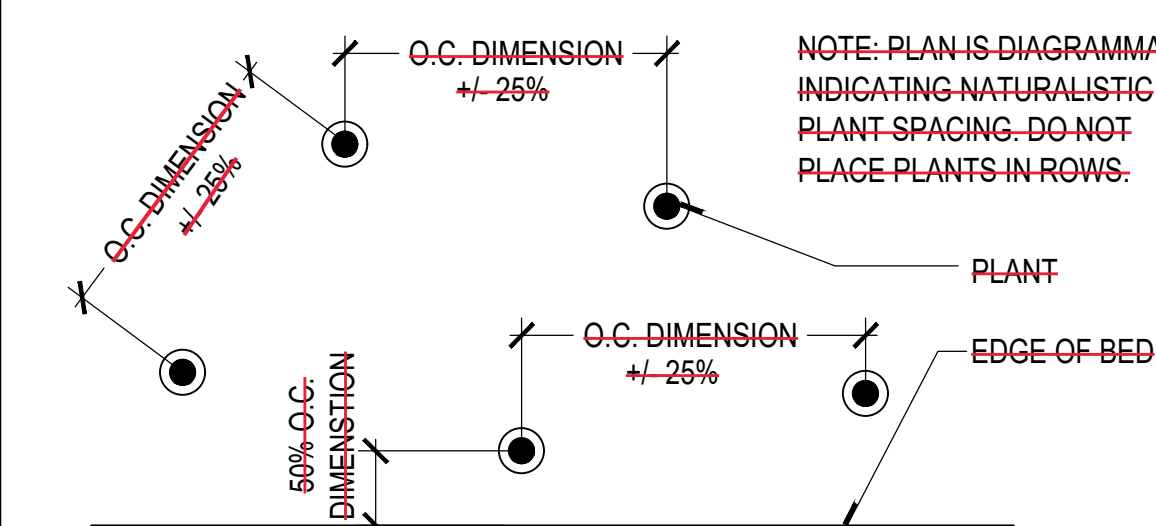 O.C. DIMENSION
+/- 25%
NOTE: PLAN IS DIAGRAMMA
INDICATING NATURALISTIC
PLANT SPACING. DO NOT
PLACE PLANTS IN ROWS.
O.C. DIMENSION
+/- 25%
PLANT
O.C. DIMENSION
+/- 25%
EDGE OF BED
50% O.C.
DIMENSTION